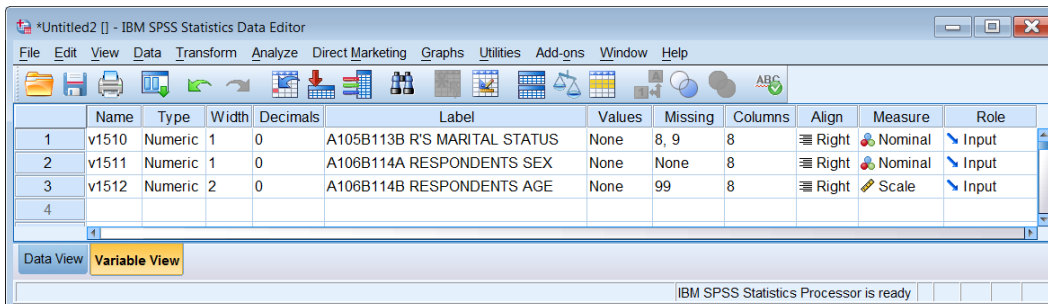 *Untitled2 [] - IBM SPSS Statistics Data Editor
File Edit View Data Transform Analyze Direct Marketing Graphs Utilities Add-ons Window Help
A
1 14
ABC
Name Type Width Decimals Label Values Missing Columns Align Measure Role
1 v1510 Numeric 1 0 A105B113B R'S MARITAL STATUS None 8, 9 8 Right Nominal Input
2 v1511 Numeric 1 0 A106B114A RESPONDENTS SEX None None 8 Right Nominal Input
3 v1512 Numeric 2 0 A106B114B RESPONDENTS AGE None 99 8 Right Scale Input
4
Data View Variable View
IBM SPSS Statistics Processor is ready